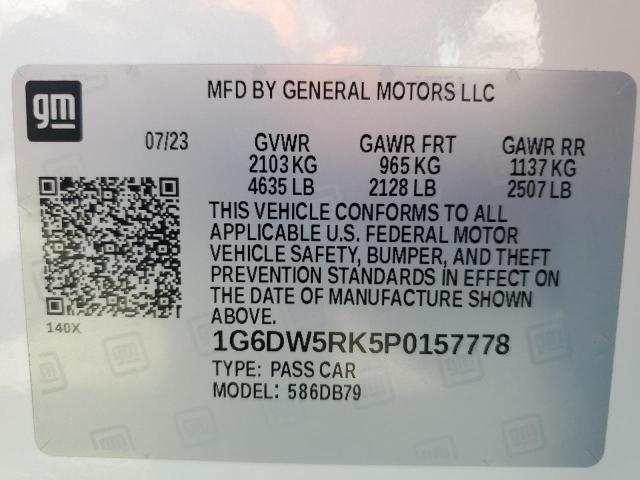 gm
MFD BY GENERAL MOTORS LLC
07/23 GVWR GAWR FRT GAWR RR
2103 KG 965 KG 1137 KG
4635 LB 2128 LB 2507 LB
THIS VEHICLE CONFORMS TO ALL
APPLICABLE U.S. FEDERAL MOTOR
VEHICLE SAFETY, BUMPER, AND THEFT
PREVENTION STANDARDS IN EFFECT ON
THE DATE OF MANUFACTURE SHOWN
ABOVE.
140X
1G6DW5RK5P0157778
TYPE: PASS CAR
MODEL: 586DB79